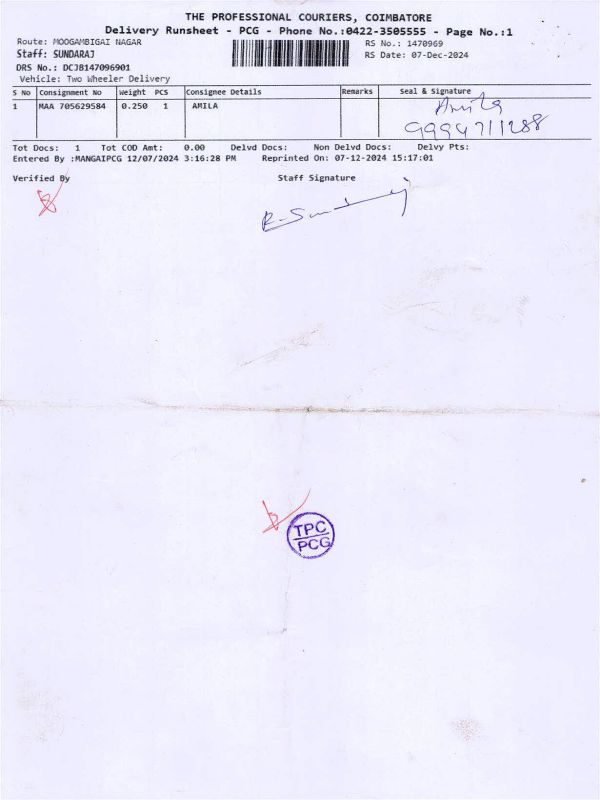 THE PROFESSIONAL COURIERS, COIMBATORE
Delivery Runsheet - PCG - Phone No.:0422-3505555 - Page No.:1
Route: MOOGAMBIGAI NAGAR
RS No.: 1470969
Staff: SUNDARAJ
RS Date: 07-Dec-2024
DRS No.: DCJB147096901
Vehicle: Two Wheeler Delivery
S No Consignment No Weight PCS Consignee Details Remarks Seal & Signature
1 MAA 705629584 0.250 1 AMILA
Amila
9994711288
Tot Docs: 1 Tot COD Amt: 0.00 Delvd Docs: Non Delvd Docs: Delvy Pts:
Entered By :MANGAIPCG 12/07/2024 3:16:28 PM Reprinted On: 07-12-2024 15:17:01
Verified By Staff Signature
TPC
PCG